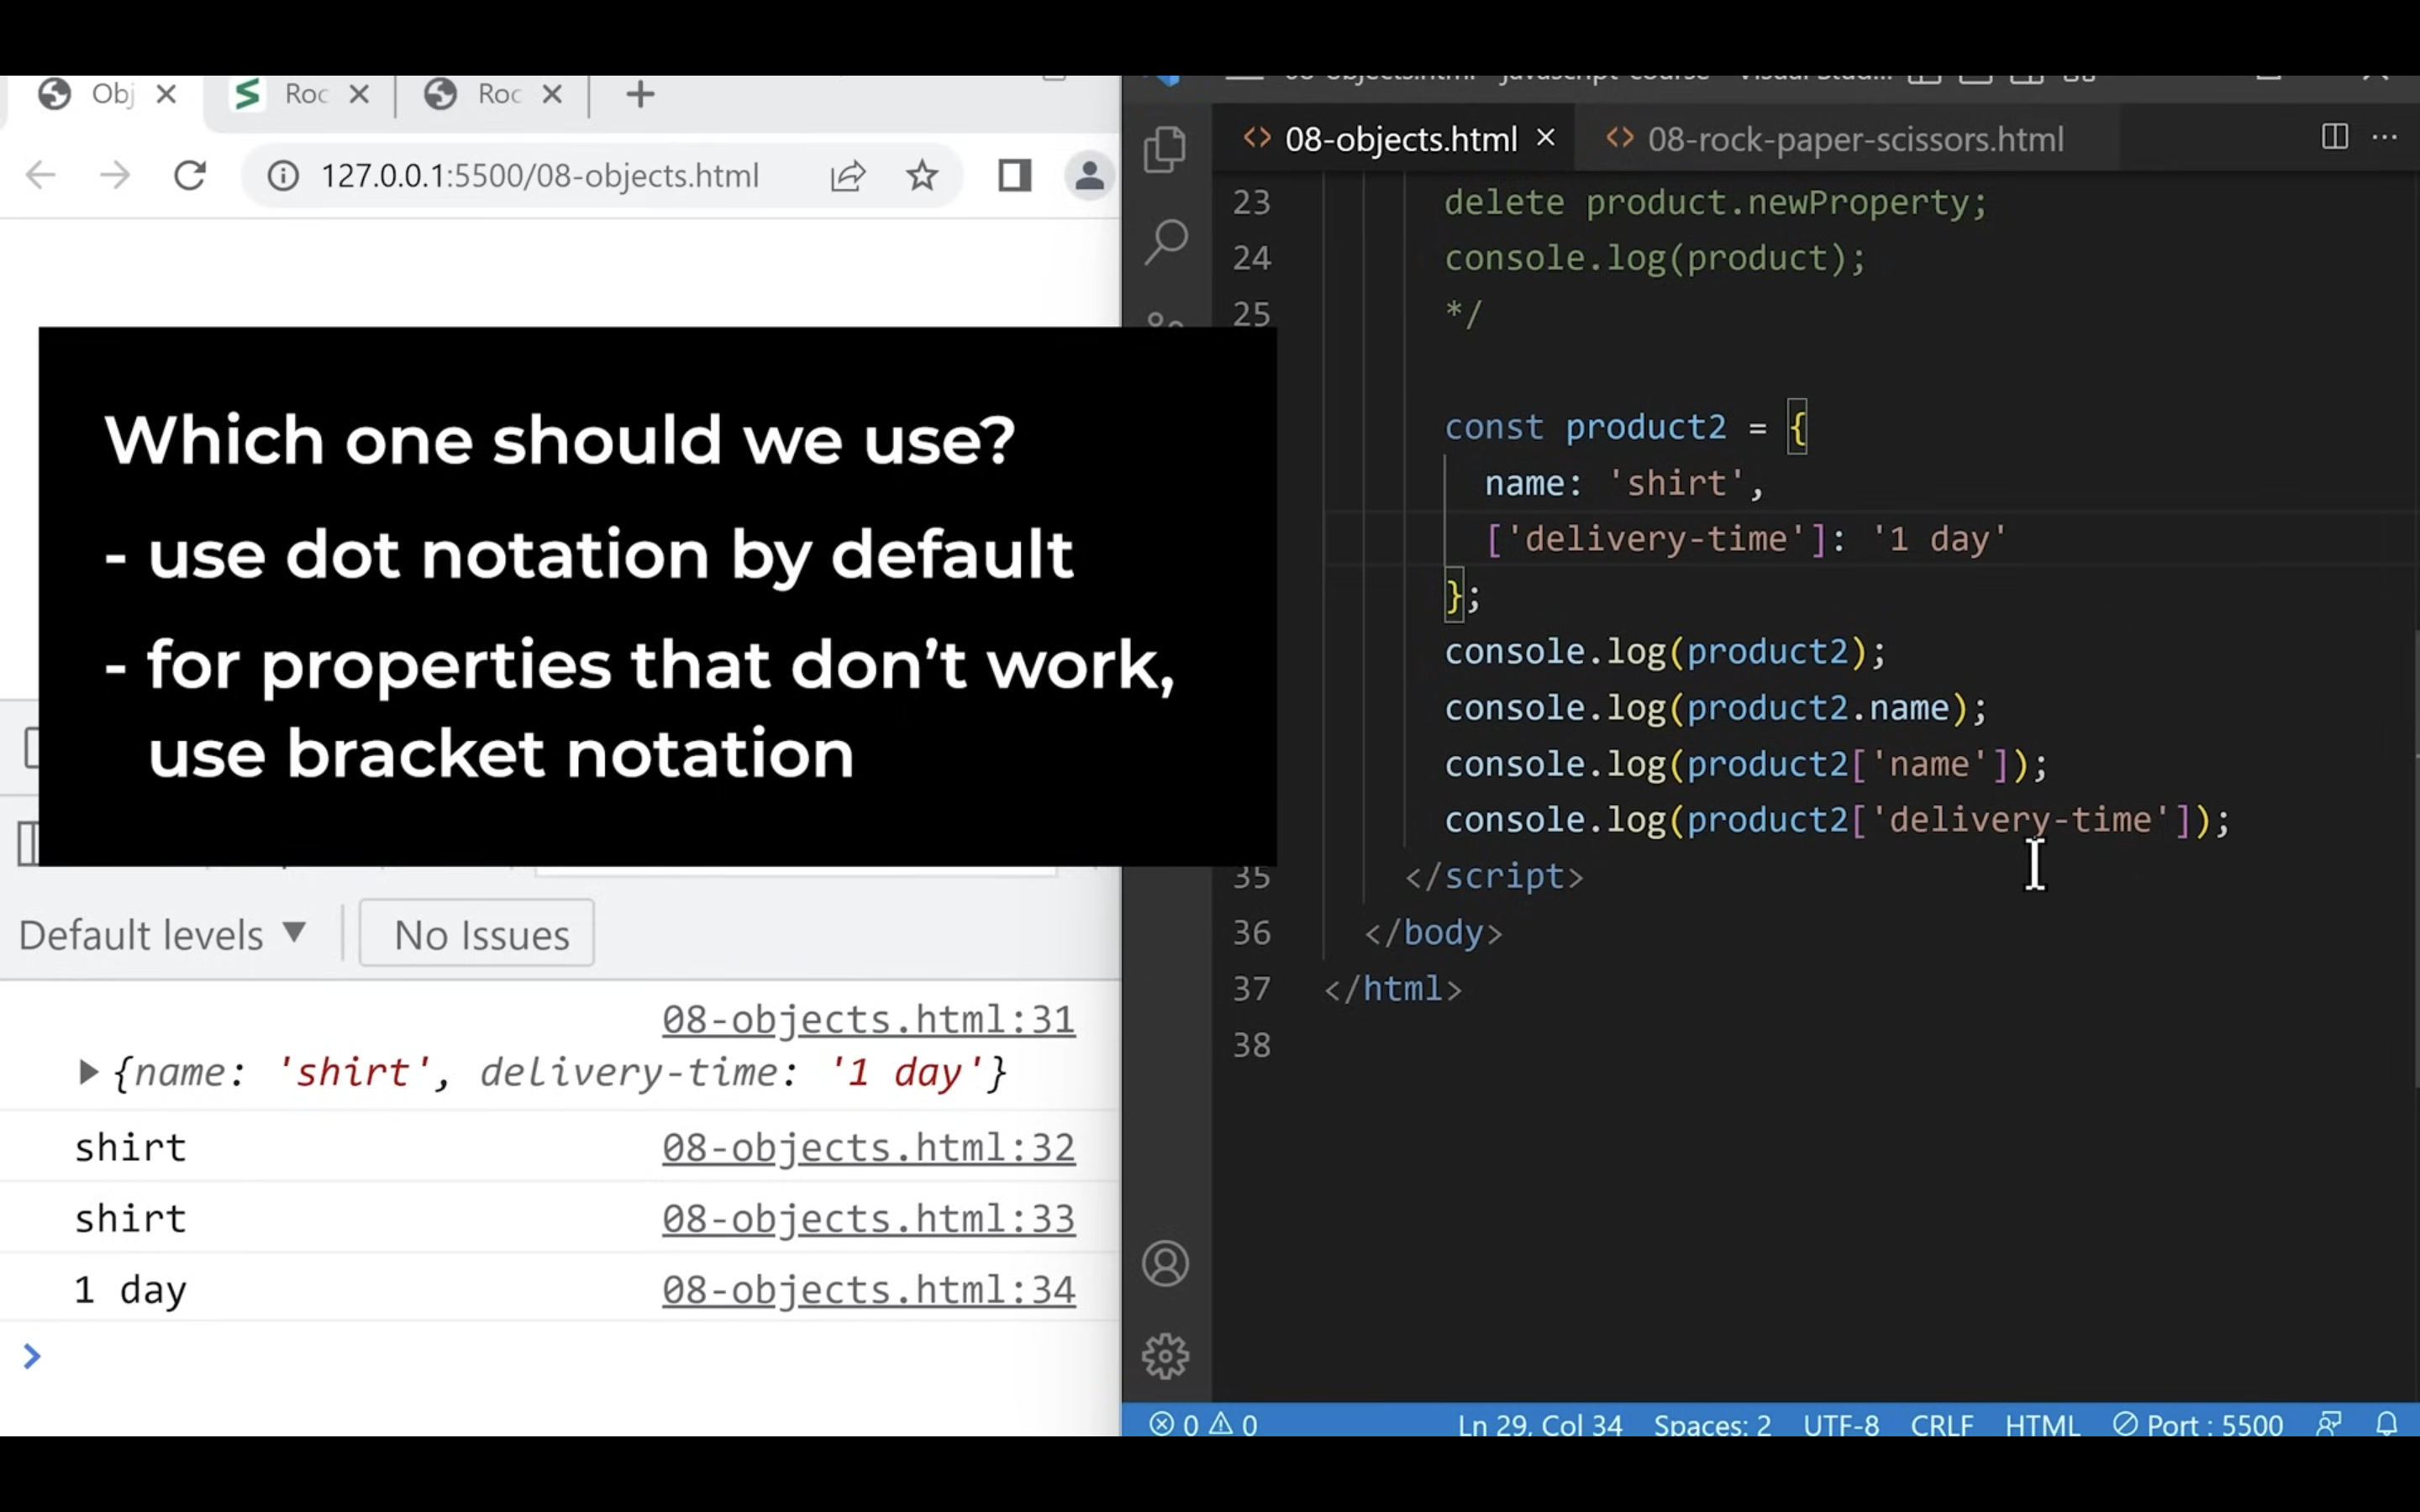 Obj
Roc
Roc
127.0.0.1:5500/08-objects.html
08-objects.html
08-rock-paper-scissors.html
Which one should we use?
- use dot notation by default
- for properties that don’t work,
use bracket notation
Default levels ▼
No Issues
08-objects.html:31
{name: 'shirt', delivery-time: '1 day'}
shirt 08-objects.html:32
shirt 08-objects.html:33
1 day 08-objects.html:34
23 delete product.newProperty;
24 console.log(product);
25 */
const product2 = {
name: 'shirt',
['delivery-time']: '1 day'
};
console.log(product2);
console.log(product2.name);
console.log(product2['name']);
console.log(product2['delivery-time']);
35 </script>
36 </body>
37 </html>
38
0 0 Ln 29, Col 34 Spaces: 2 UTF-8 CRLF HTML Port : 5500